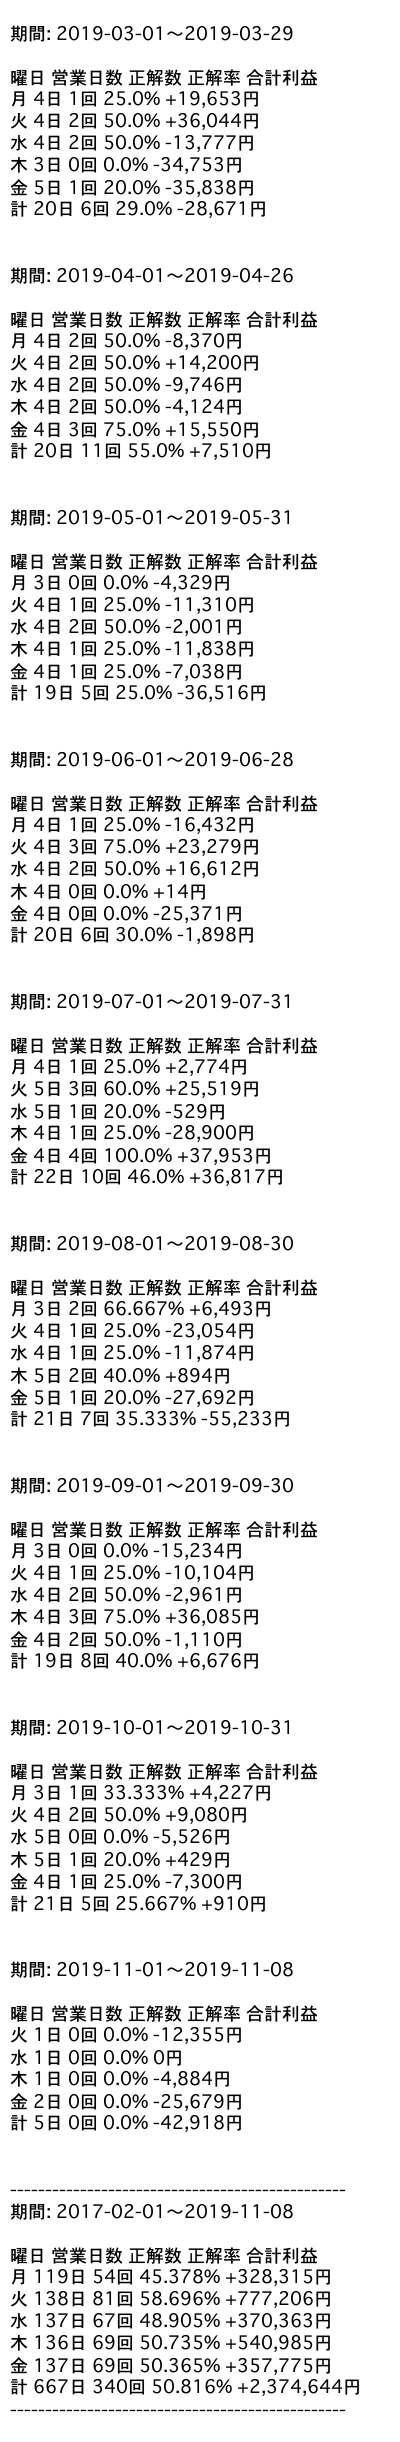 期間: 2019-03-01～2019-03-29
曜日 営業日数 正解数 正解率 合計利益
月 4日 1回 25.0% +19,653円
火 4日 2回 50.0% +36,044円
水 4日 2回 50.0% -13,777円
木 3日 0回 0.0% -34,753円
金 5日 1回 20.0% -35,838円
計 20日 6回 29.0% -28,671円
期間: 2019-04-01～2019-04-26
曜日 営業日数 正解数 正解率 合計利益
月 4日 2回 50.0% -8,370円
火 4日 2回 50.0% +14,200円
水 4日 2回 50.0% -9,746円
木 4日 2回 50.0% -4,124円
金 4日 3回 75.0% +15,550円
計 20日 11回 55.0% +7,510円
期間: 2019-05-01～2019-05-31
曜日 営業日数 正解数 正解率 合計利益
月 3日 0回 0.0% -4,329円
火 4日 1回 25.0% -11,310円
水 4日 2回 50.0% -2,001円
木 4日 1回 25.0% -11,838円
金 4日 1回 25.0% -7,038円
計 19日 5回 25.0% -36,516円
期間: 2019-06-01～2019-06-28
曜日 営業日数 正解数 正解率 合計利益
月 4日 1回 25.0% -16,432円
火 4日 3回 75.0% +23,279円
水 4日 2回 50.0% +16,612円
木 4日 0回 0.0% +14円
金 4日 0回 0.0% -25,371円
計 20日 6回 30.0% -1,898円
期間: 2019-07-01～2019-07-31
曜日 営業日数 正解数 正解率 合計利益
月 4日 1回 25.0% +2,774円
火 5日 3回 60.0% +25,519円
水 5日 1回 20.0% -529円
木 4日 1回 25.0% -28,900円
金 4日 4回 100.0% +37,953円
計 22日 10回 46.0% +36,817円
期間: 2019-08-01～2019-08-30
曜日 営業日数 正解数 正解率 合計利益
月 3日 2回 66.667% +6,493円
火 4日 1回 25.0% -23,054円
水 4日 1回 25.0% -11,874円
木 5日 2回 40.0% +894円
金 5日 1回 20.0% -27,692円
計 21日 7回 35.333% -55,233円
期間: 2019-09-01～2019-09-30
曜日 営業日数 正解数 正解率 合計利益
月 3日 0回 0.0% -15,234円
火 4日 1回 25.0% -10,104円
水 4日 2回 50.0% -2,961円
木 4日 3回 75.0% +36,085円
金 4日 2回 50.0% -1,110円
計 19日 8回 40.0% +6,676円
期間: 2019-10-01～2019-10-31
曜日 営業日数 正解数 正解率 合計利益
月 3日 1回 33.333% +4,227円
火 4日 2回 50.0% +9,080円
水 5日 0回 0.0% -5,526円
木 5日 1回 20.0% +429円
金 4日 1回 25.0% -7,300円
計 21日 5回 25.667% +910円
期間: 2019-11-01～2019-11-08
曜日 営業日数 正解数 正解率 合計利益
火 1日 0回 0.0% -12,355円
水 1日 0回 0.0% 0円
木 1日 0回 0.0% -4,884円
金 2日 0回 0.0% -25,679円
計 5日 0回 0.0% -42,918円
------------------------------------------------
期間: 2017-02-01～2019-11-08
曜日 営業日数 正解数 正解率 合計利益
月 119日 54回 45.378% +328,315円
火 138日 81回 58.696% +777,206円
水 137日 67回 48.905% +370,363円
木 136日 69回 50.735% +540,985円
金 137日 69回 50.365% +357,775円
計 667日 340回 50.816% +2,374,644円
------------------------------------------------